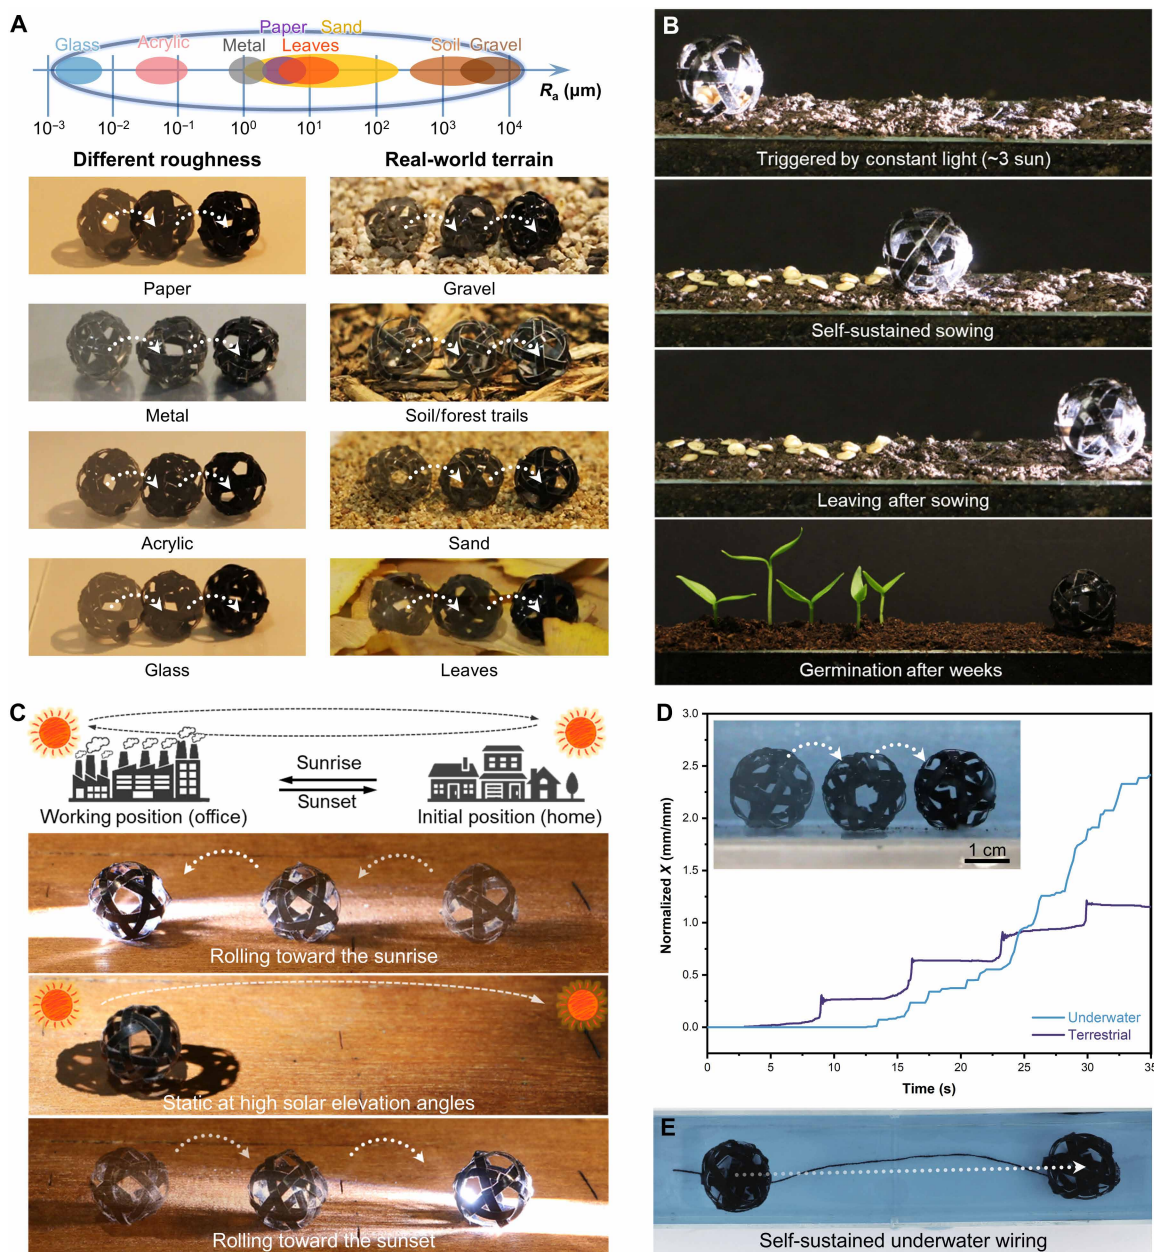 A
Paper Sand
Glass Acrylic Metal Leaves Soil Gravel
Rₐ (μm)
10⁻³ 10⁻² 10⁻¹ 10⁰ 10¹ 10² 10³ 10⁴
Different roughness
Real-world terrain
Paper
Gravel
Metal
Soil/forest trails
Acrylic
Sand
Glass
Leaves
B
Triggered by constant light (~3 sun)
Self-sustained sowing
Leaving after sowing
Germination after weeks
C
Sunrise
Sunset
Working position (office)
Initial position (home)
Rolling toward the sunrise
Static at high solar elevation angles
Rolling toward the sunset
D
Normalized X (mm/mm)
3.0
2.5
2.0
1.5
1.0
0.5
0.0
1 cm
Underwater
Terrestrial
0 5 10 15 20 25 30 35
Time (s)
E
Self-sustained underwater wiring